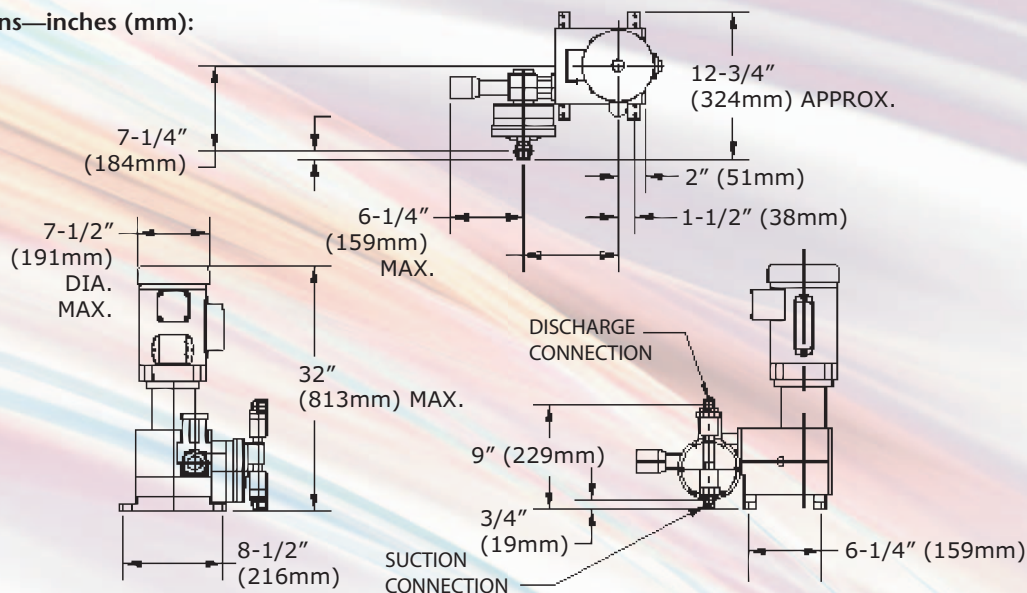 ns—inches (mm):
12-3/4”
(324mm) APPROX.
7-1/4”
(184mm)
2” (51mm)
6-1/4”
(159mm)
MAX.
1-1/2” (38mm)
7-1/2”
(191mm)
DIA.
MAX.
32”
(813mm) MAX.
DISCHARGE
CONNECTION
9” (229mm)
3/4”
(19mm)
8-1/2”
(216mm)
SUCTION
CONNECTION
6-1/4” (159mm)